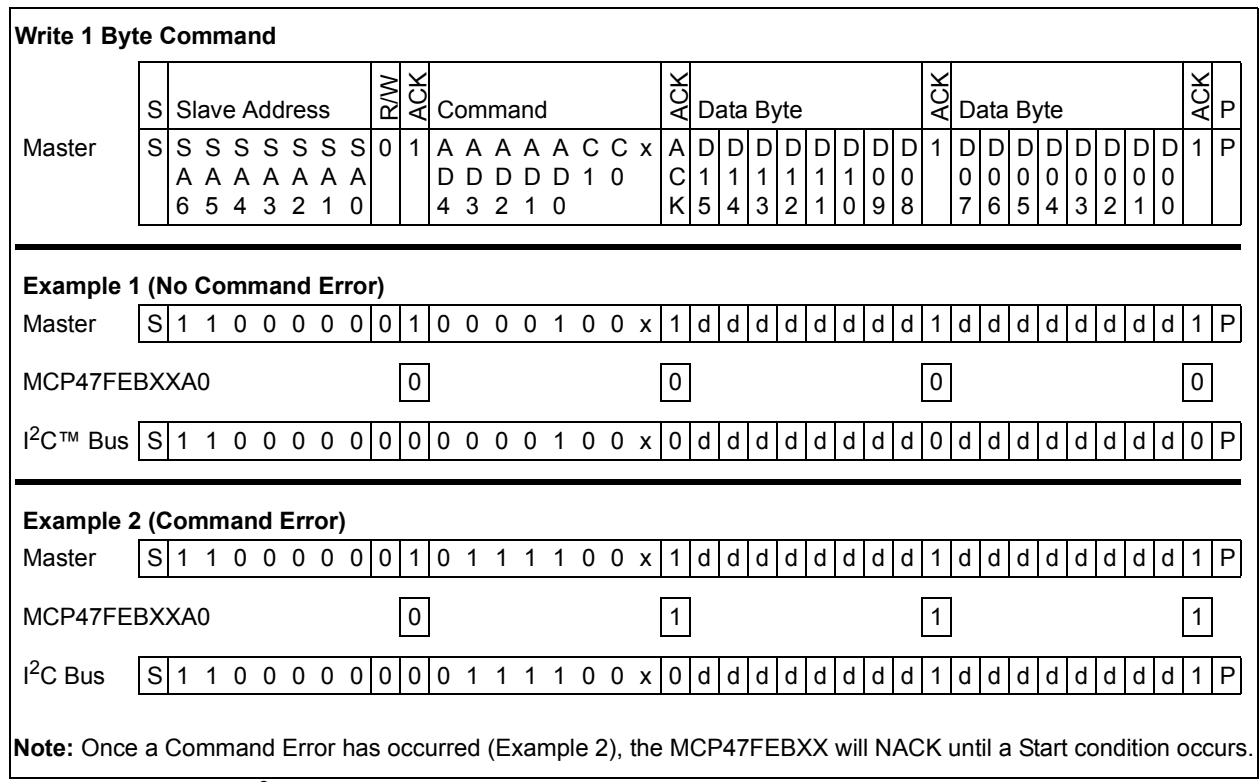 Write 1 Byte Command
S Slave Address R/W ACK Command ACK Data Byte ACK Data Byte ACK P
Master S S S S S S S S 0 1 A A A A A C C x A D D D D D D D D 1 D D D D D D D D 1 P
A A A A A A A D D D D D 1 0 C 1 1 1 1 1 1 0 0 0 0 0 0 0 0 0 0
6 5 4 3 2 1 0 4 3 2 1 0 K 5 4 3 2 1 0 9 8 7 6 5 4 3 2 1 0
Example 1 (No Command Error)
Master S 1 1 0 0 0 0 0 0 1 0 0 0 0 1 0 0 x 1 d d d d d d d d 1 d d d d d d d d 1 P
MCP47FEBXXA0 0 0 0 0
I²C™ Bus S 1 1 0 0 0 0 0 0 0 0 0 0 0 1 0 0 x 0 d d d d d d d d 0 d d d d d d d d 0 P
Example 2 (Command Error)
Master S 1 1 0 0 0 0 0 0 1 0 1 1 1 1 0 0 x 1 d d d d d d d d 1 d d d d d d d d 1 P
MCP47FEBXXA0 0 1 1 1
I²C Bus S 1 1 0 0 0 0 0 0 0 0 1 1 1 1 0 0 x 0 d d d d d d d d 1 d d d d d d d d 1 P
Note: Once a Command Error has occurred (Example 2), the MCP47FEBXX will NACK until a Start condition occurs.